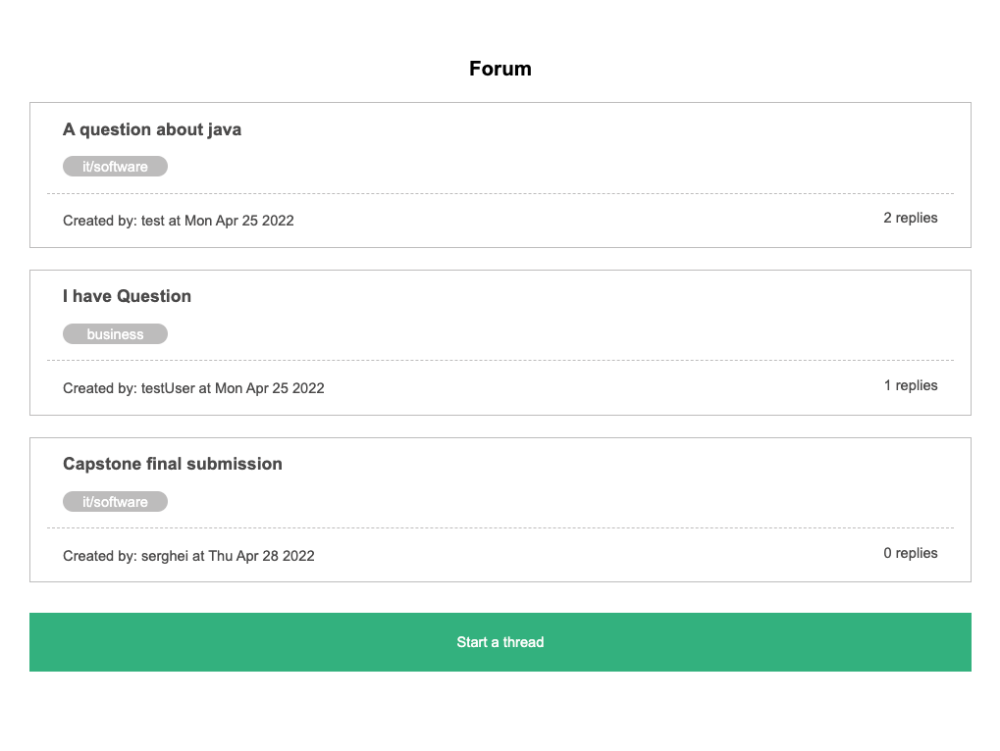 Forum
A question about java
it/software
Created by: test at Mon Apr 25 2022
2 replies
I have Question
business
Created by: testUser at Mon Apr 25 2022
1 replies
Capstone final submission
it/software
Created by: serghei at Thu Apr 28 2022
0 replies
Start a thread